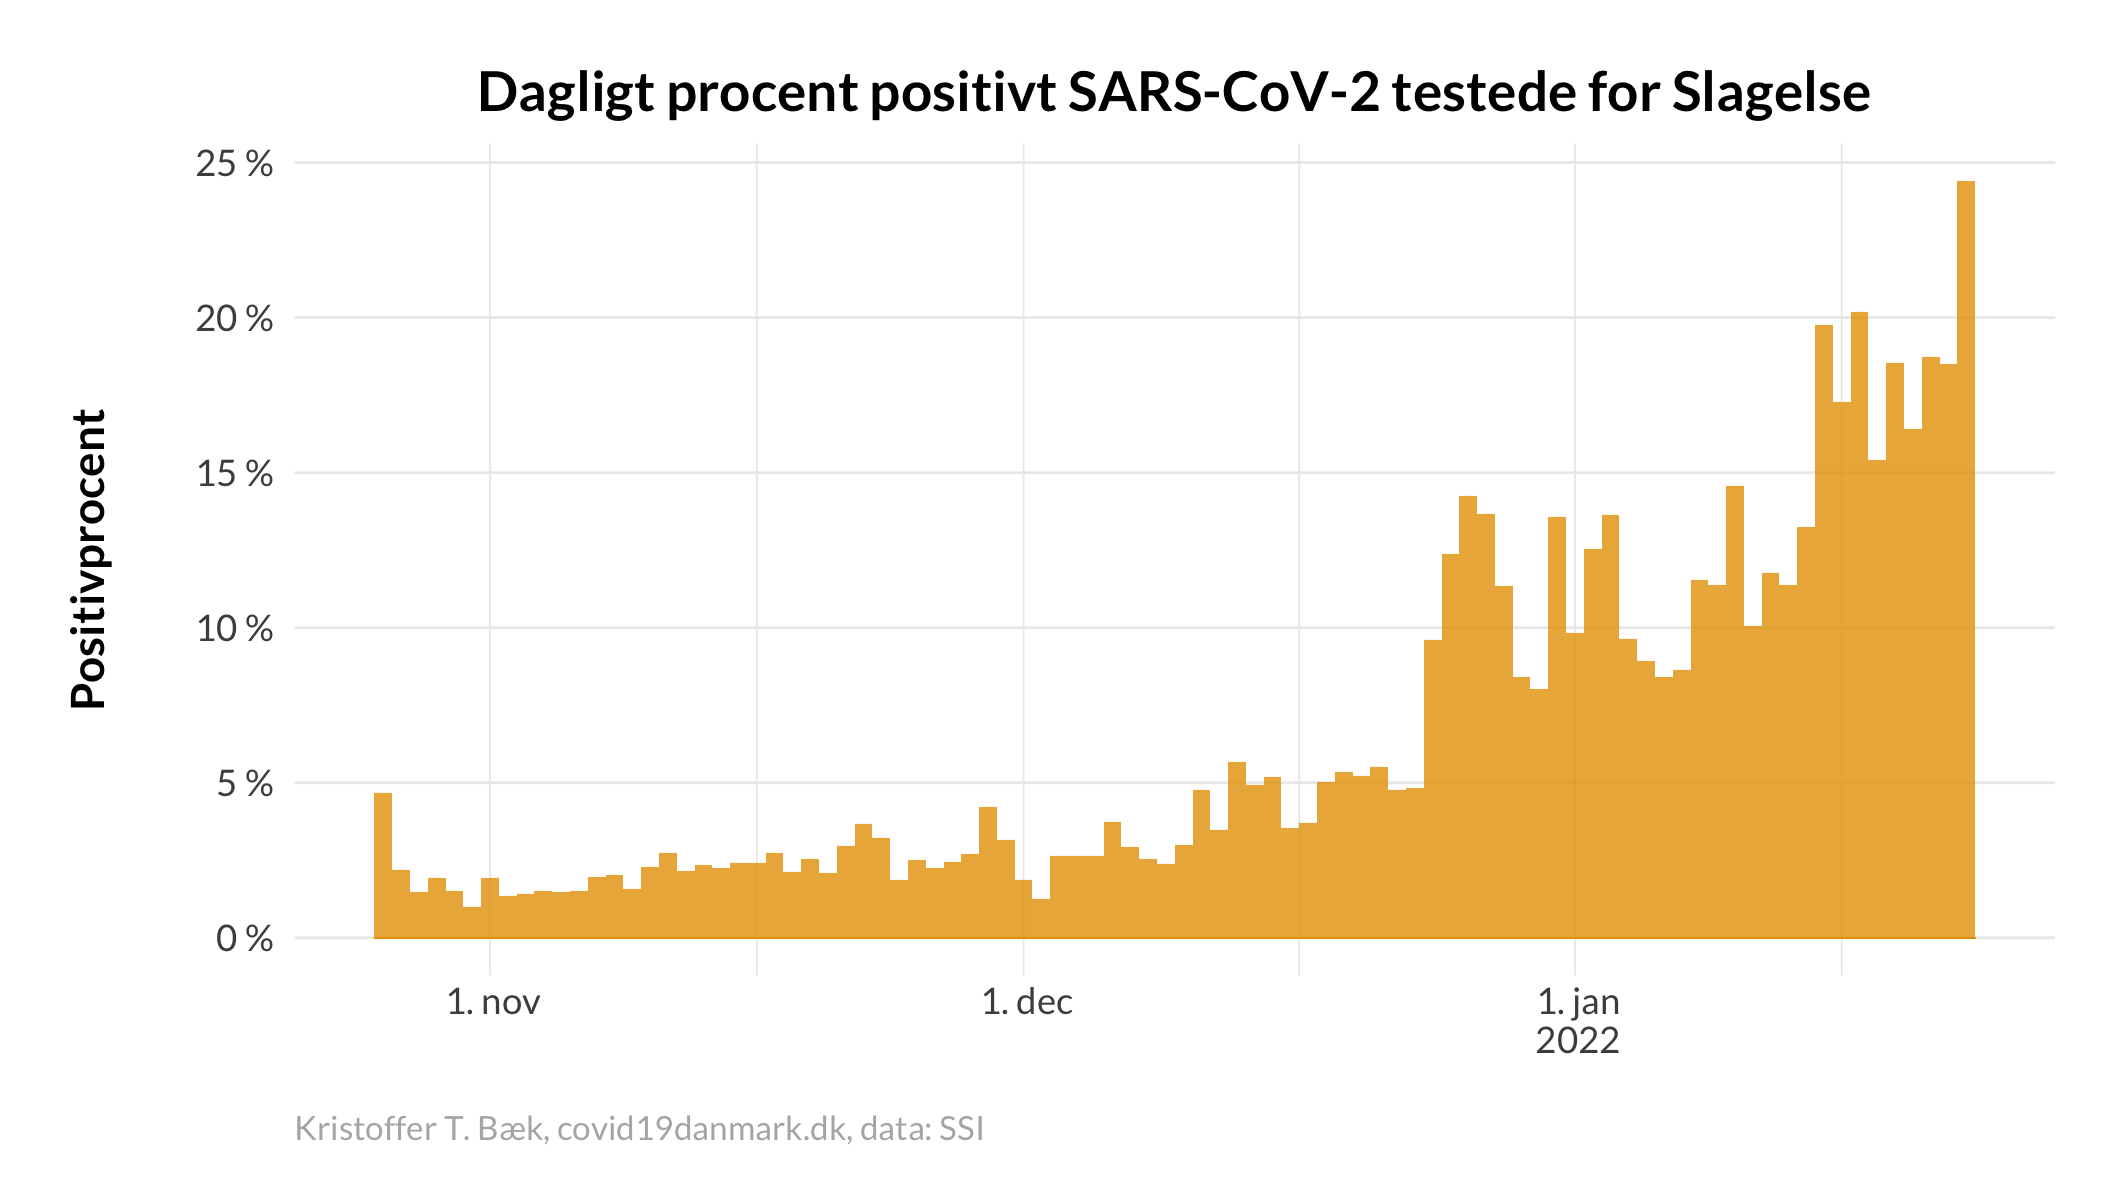 Dagligt procent positivt SARS-CoV-2 testede for Slagelse
Positivprocent
25 %
20 %
15 %
10 %
5 %
0 %
1. nov
1. dec
1. jan
2022
Kristoffer T. Bæk, covid19danmark.dk, data: SSI